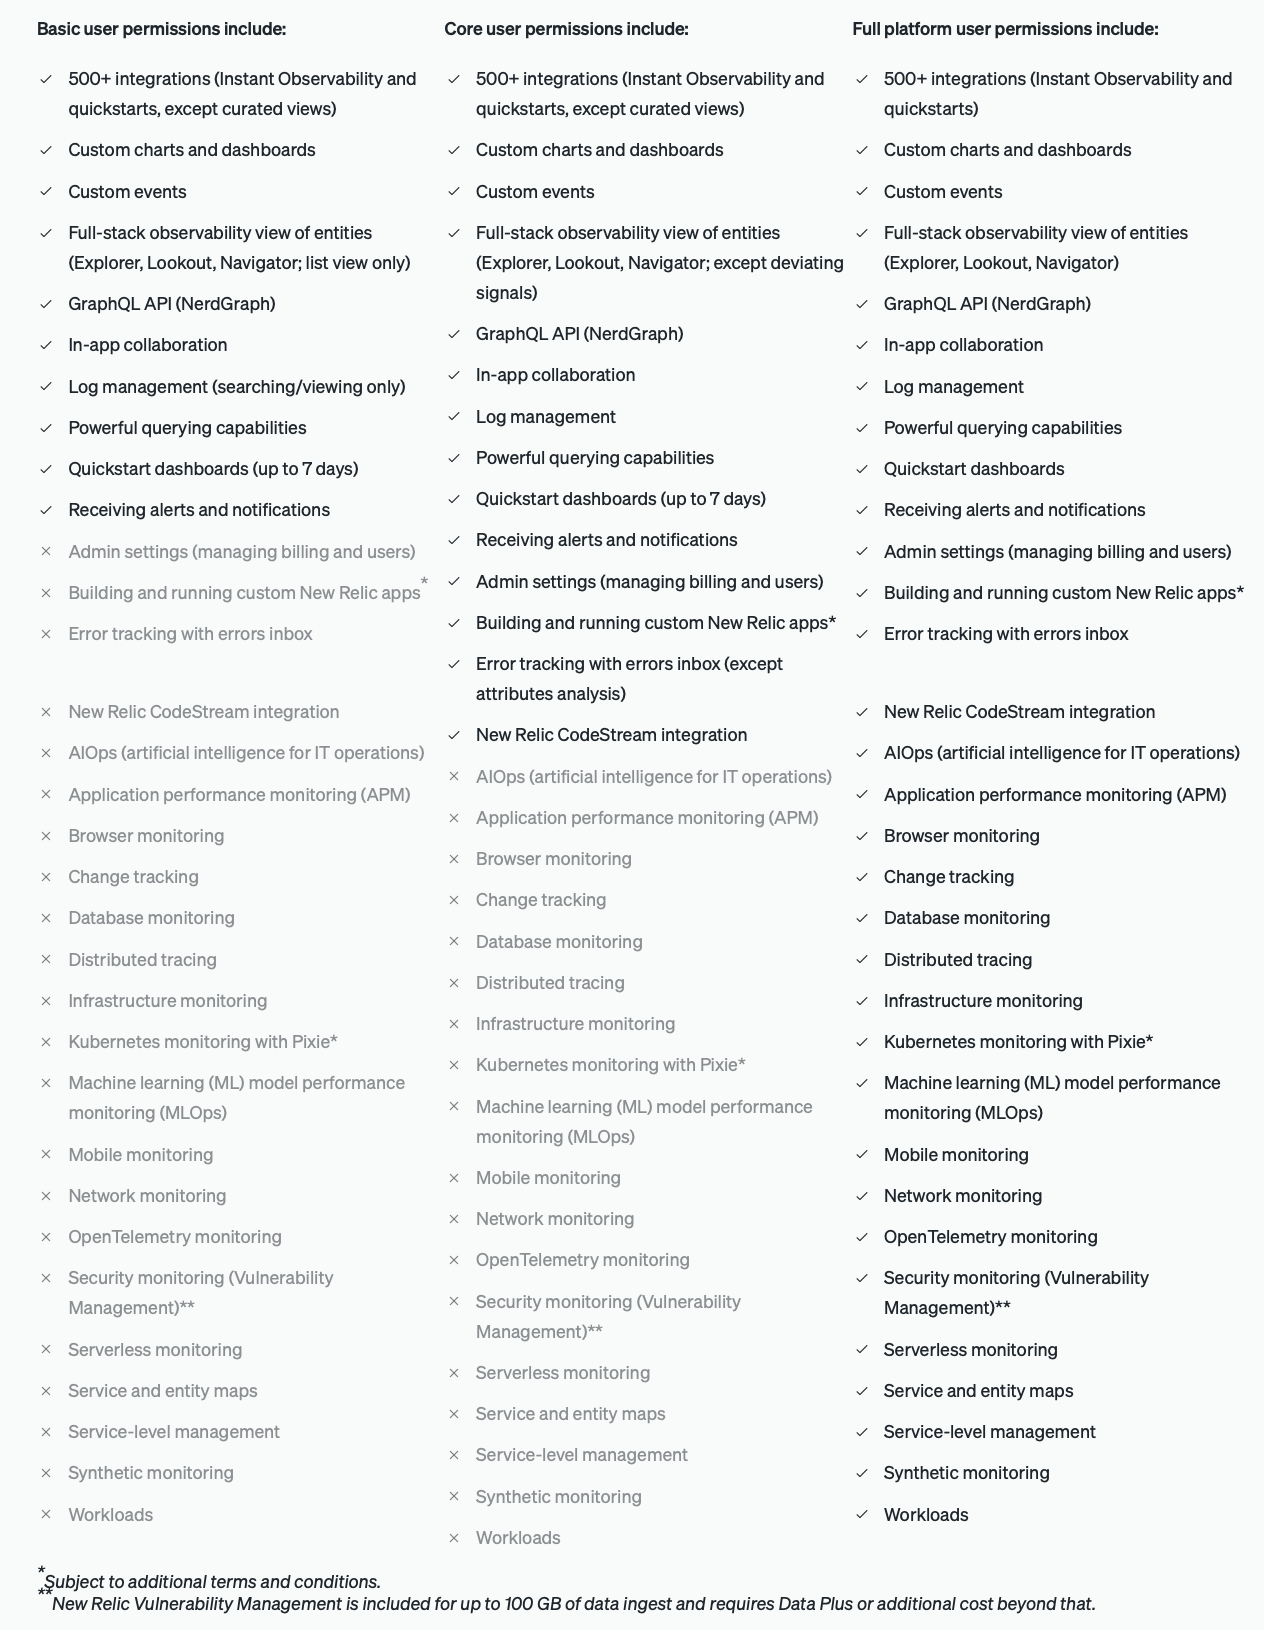 Basic user permissions include:
500+ integrations (Instant Observability and
quickstarts, except curated views)
Custom charts and dashboards
Custom events
Full-stack observability view of entities
(Explorer, Lookout, Navigator; list view only)
GraphQL API (NerdGraph)
In-app collaboration
Log management (searching/viewing only)
Powerful querying capabilities
Quickstart dashboards (up to 7 days)
Receiving alerts and notifications
Admin settings (managing billing and users)
Building and running custom New Relic apps*
Error tracking with errors inbox
New Relic CodeStream integration
AIOps (artificial intelligence for IT operations)
Application performance monitoring (APM)
Browser monitoring
Change tracking
Database monitoring
Distributed tracing
Infrastructure monitoring
Kubernetes monitoring with Pixie*
Machine learning (ML) model performance
monitoring (MLOps)
Mobile monitoring
Network monitoring
OpenTelemetry monitoring
Security monitoring (Vulnerability
Management)**
Serverless monitoring
Service and entity maps
Service-level management
Synthetic monitoring
Workloads
Core user permissions include:
500+ integrations (Instant Observability and
quickstarts, except curated views)
Custom charts and dashboards
Custom events
Full-stack observability view of entities
(Explorer, Lookout, Navigator; except deviating
signals)
GraphQL API (NerdGraph)
In-app collaboration
Log management
Powerful querying capabilities
Quickstart dashboards (up to 7 days)
Receiving alerts and notifications
Admin settings (managing billing and users)
Building and running custom New Relic apps*
Error tracking with errors inbox (except
attributes analysis)
New Relic CodeStream integration
AIOps (artificial intelligence for IT operations)
Application performance monitoring (APM)
Browser monitoring
Change tracking
Database monitoring
Distributed tracing
Infrastructure monitoring
Kubernetes monitoring with Pixie*
Machine learning (ML) model performance
monitoring (MLOps)
Mobile monitoring
Network monitoring
OpenTelemetry monitoring
Security monitoring (Vulnerability
Management)**
Serverless monitoring
Service and entity maps
Service-level management
Synthetic monitoring
Workloads
Full platform user permissions include:
500+ integrations (Instant Observability and
quickstarts)
Custom charts and dashboards
Custom events
Full-stack observability view of entities
(Explorer, Lookout, Navigator)
GraphQL API (NerdGraph)
In-app collaboration
Log management
Powerful querying capabilities
Quickstart dashboards
Receiving alerts and notifications
Admin settings (managing billing and users)
Building and running custom New Relic apps*
Error tracking with errors inbox
New Relic CodeStream integration
AIOps (artificial intelligence for IT operations)
Application performance monitoring (APM)
Browser monitoring
Change tracking
Database monitoring
Distributed tracing
Infrastructure monitoring
Kubernetes monitoring with Pixie*
Machine learning (ML) model performance
monitoring (MLOps)
Mobile monitoring
Network monitoring
OpenTelemetry monitoring
Security monitoring (Vulnerability
Management)**
Serverless monitoring
Service and entity maps
Service-level management
Synthetic monitoring
Workloads
*Subject to additional terms and conditions.
**New Relic Vulnerability Management is included for up to 100 GB of data ingest and requires Data Plus or additional cost beyond that.